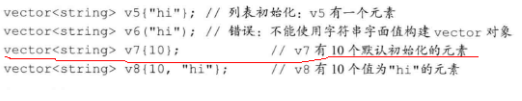 vector<string> v5{"hi"}; // 列表初始化：v5 有一个元素
vector<string> v6("hi"); // 错误：不能使用字符串字面值构建 vector 对象
vector<string> v7{10}; // v7 有 10 个默认初始化的元素
vector<string> v8{10, "hi"}; // v8 有 10 个值为"hi"的元素